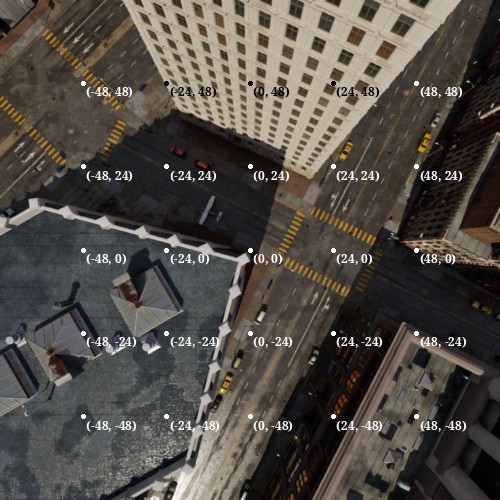 (-48, 48) (-24, 48) (0, 48) (24, 48) (48, 48)
(-48, 24) (-24, 24) (0, 24) (24, 24) (48, 24)
(-48, 0) (-24, 0) (0, 0) (24, 0) (48, 0)
(-48, -24) (-24, -24) (0, -24) (24, -24) (48, -24)
(-48, -48) (-24, -48) (0, -48) (24, -48) (48, -48)